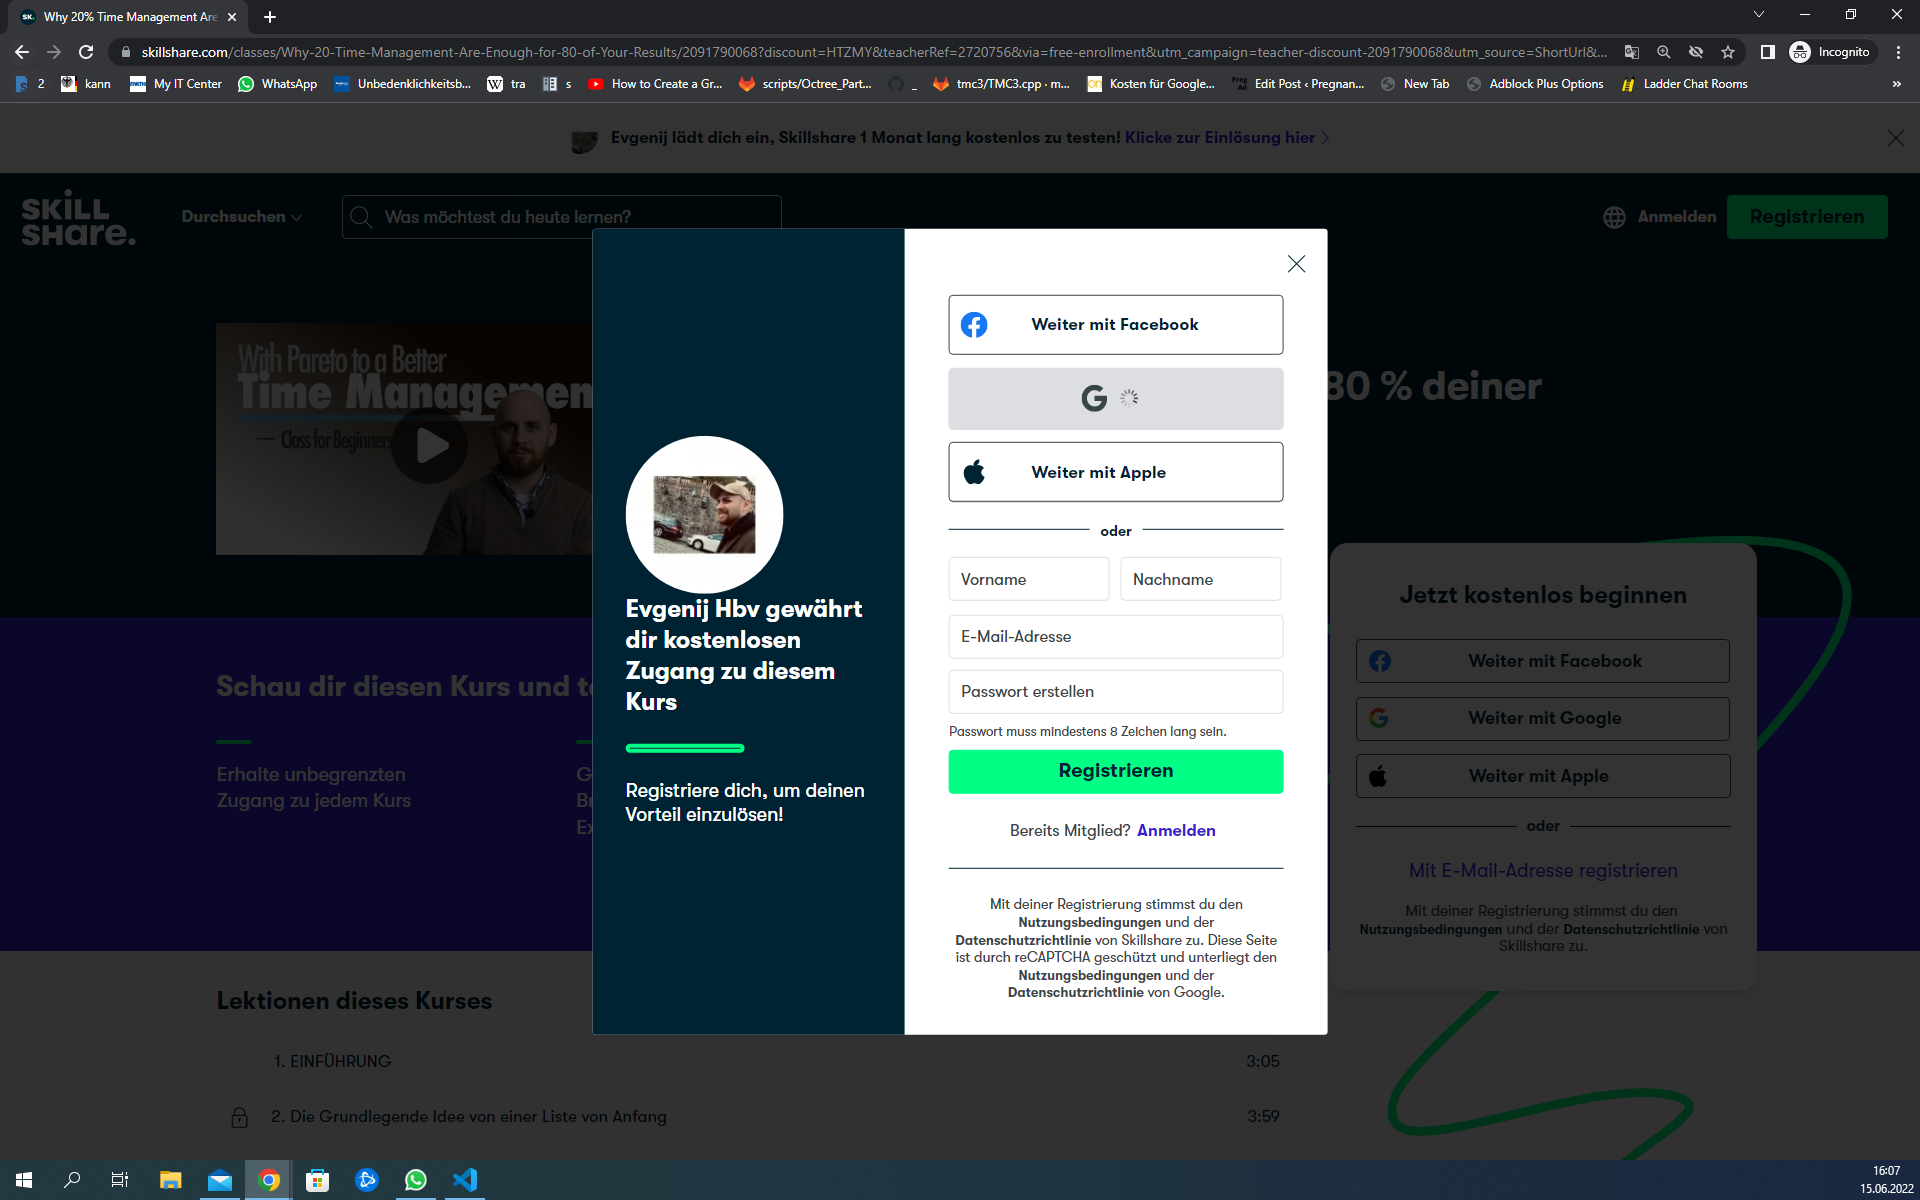 Why 20% Time Management Are
skillshare.com/classes/Why-20-Time-Management-Are-Enough-for-80-of-Your-Results/2091790068?discount=HTZMY&teacherRef=2720756&via=free-enrollment&utm_campaign=teacher-discount-2091790068&utm_source=ShortUrl&...
Incognito
2
kann
My IT Center
WhatsApp
Unbedenklichkeitsb...
tra
s
How to Create a Gr...
scripts/Octree_Part...
_
tmc3/TMC3.cpp · m...
Kosten für Google...
Edit Post ‹ Pregnan...
New Tab
Adblock Plus Options
Ladder Chat Rooms
»
Evgenij lädt dich ein, Skillshare 1 Monat lang kostenlos zu testen! Klicke zur Einlösung hier
SKILL
SHare.
Durchsuchen
Was möchtest du heute lernen?
Anmelden
Registrieren
With Pareto to a Better
Time Managemen
— Class for Beginners
80 % deiner
Schau dir diesen Kurs und t
Erhalte unbegrenzten
Zugang zu jedem Kurs
G
Br
Ex
Evgenij Hbv gewährt
dir kostenlosen
Zugang zu diesem
Kurs
Registriere dich, um deinen
Vorteil einzulösen!
Weiter mit Facebook
Weiter mit Apple
oder
Vorname
Nachname
E-Mail-Adresse
Passwort erstellen
Passwort muss mindestens 8 Zeichen lang sein.
Registrieren
Bereits Mitglied? Anmelden
Mit deiner Registrierung stimmst du den
Nutzungsbedingungen und der
Datenschutzrichtlinie von Skillshare zu. Diese Seite
ist durch reCAPTCHA geschützt und unterliegt den
Nutzungsbedingungen und der
Datenschutzrichtlinie von Google.
Jetzt kostenlos beginnen
Weiter mit Facebook
Weiter mit Google
Weiter mit Apple
oder
Mit E-Mail-Adresse registrieren
Mit deiner Registrierung stimmst du den
Nutzungsbedingungen und der Datenschutzrichtlinie von
Skillshare zu.
Lektionen dieses Kurses
1. EINFÜHRUNG
3:05
2. Die Grundlegende Idee von einer Liste von Anfang
3:59
16:07
15.06.2022